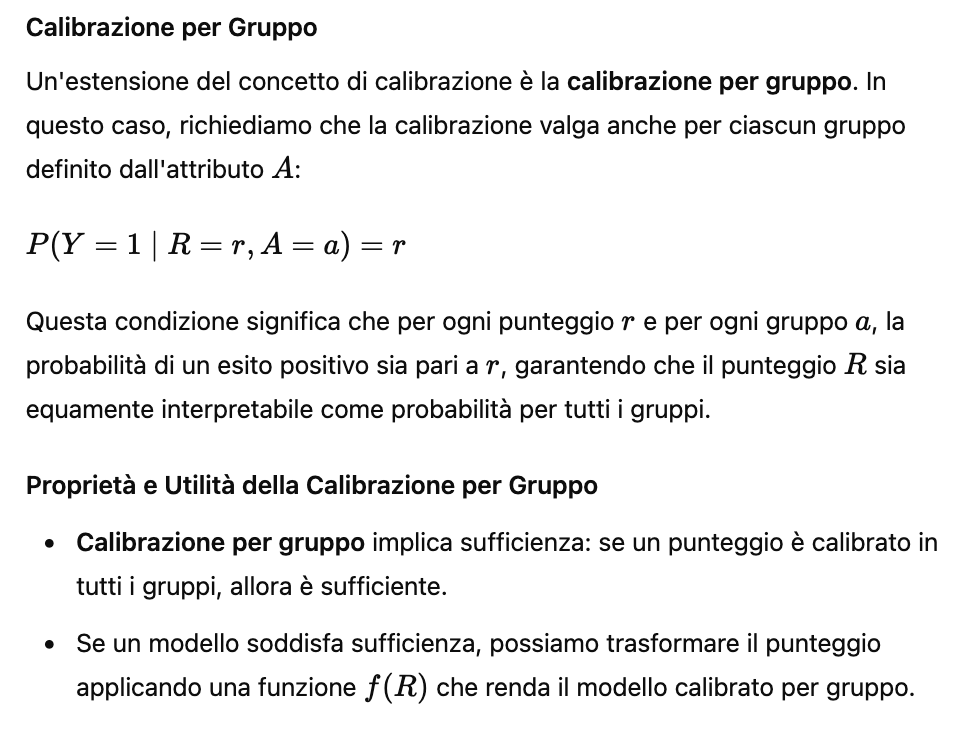 Calibrazione per Gruppo
Un'estensione del concetto di calibrazione è la calibrazione per gruppo. In
questo caso, richiediamo che la calibrazione valga anche per ciascun gruppo
definito dall'attributo A:
P(Y = 1 | R = r, A = a) = r
Questa condizione significa che per ogni punteggio r e per ogni gruppo a, la
probabilità di un esito positivo sia pari a r, garantendo che il punteggio R sia
equamente interpretabile come probabilità per tutti i gruppi.
Proprietà e Utilità della Calibrazione per Gruppo
• Calibrazione per gruppo implica sufficienza: se un punteggio è calibrato in
tutti i gruppi, allora è sufficiente.
• Se un modello soddisfa sufficienza, possiamo trasformare il punteggio
applicando una funzione f(R) che renda il modello calibrato per gruppo.